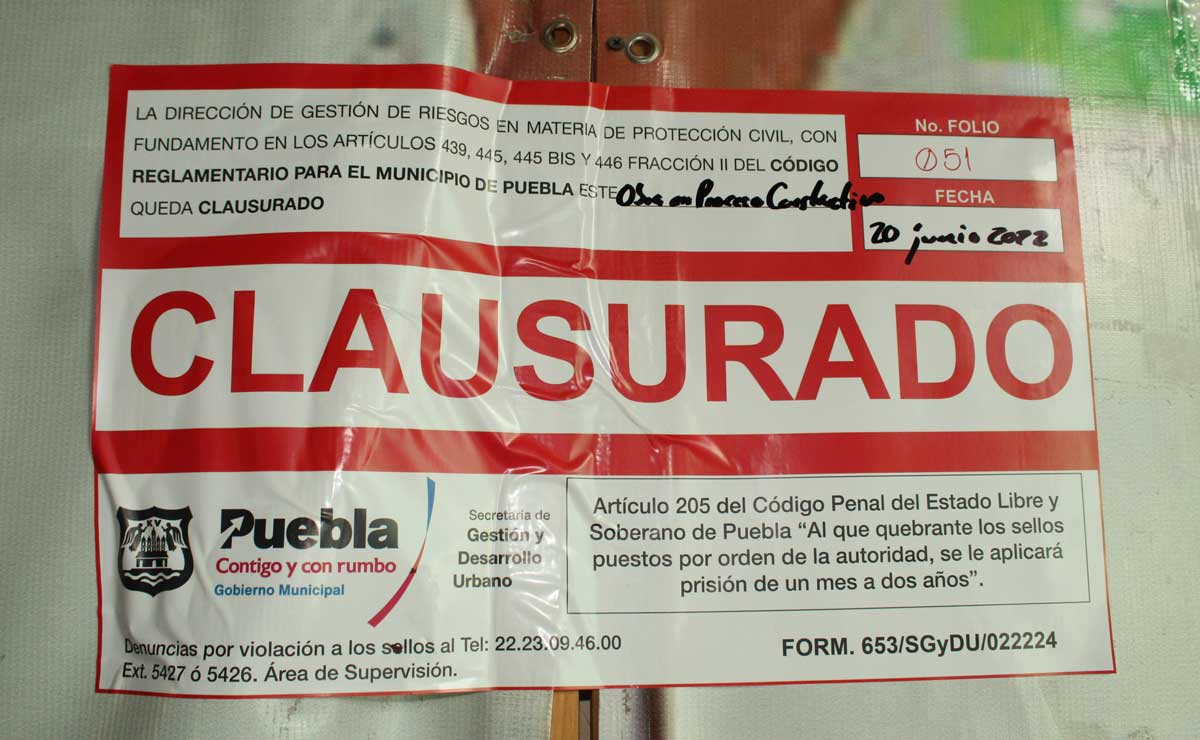 LA DIRECCIÓN DE GESTIÓN DE RIESGOS EN MATERIA DE PROTECCIÓN CIVIL, CON
FUNDAMENTO EN LOS ARTÍCULOS 439, 445, 445 BIS Y 446 FRACCIÓN II DEL CÓDIGO
REGLAMENTARIO PARA EL MUNICIPIO DE PUEBLA ESTE Obra en Proceso Constructivo
QUEDA CLAUSURADO
No. FOLIO
051
FECHA
20 junio 2022
CLAUSURADO
Puebla
Contigo y con rumbo
Gobierno Municipal
Secretaría de
Gestión y
Desarrollo
Urbano
Artículo 205 del Código Penal del Estado Libre y
Soberano de Puebla “Al que quebrante los sellos
puestos por orden de la autoridad, se le aplicará
prisión de un mes a dos años”.
Denuncias por violación a los sellos al Tel: 22.23.09.46.00
Ext. 5427 ó 5426. Área de Supervisión.
FORM. 653/SGyDU/022224